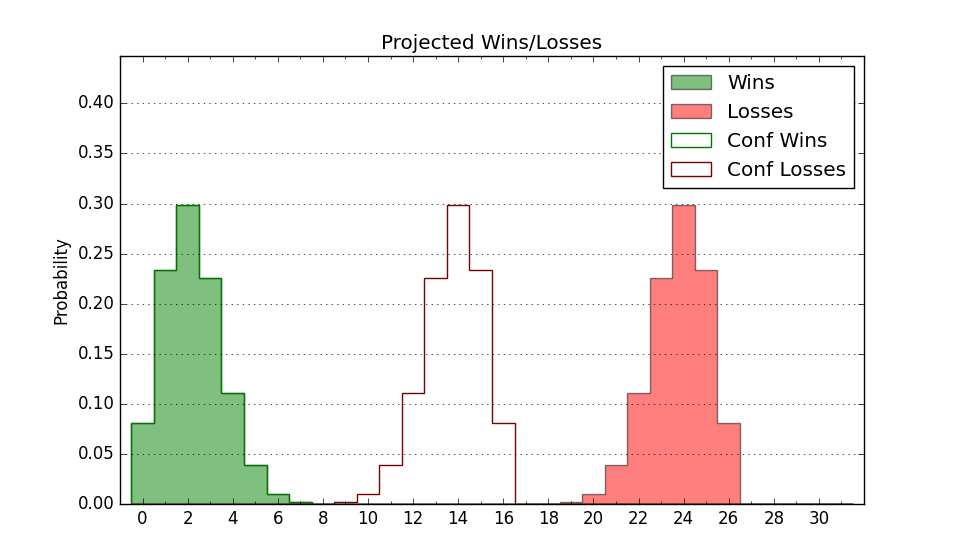 Projected Wins/Losses
Wins
Losses
Conf Wins
Conf Losses
Probability
0.40
0.35
0.30
0.25
0.20
0.15
0.10
0.05
0.00
0 2 4 6 8 10 12 14 16 18 20 22 24 26 28 30